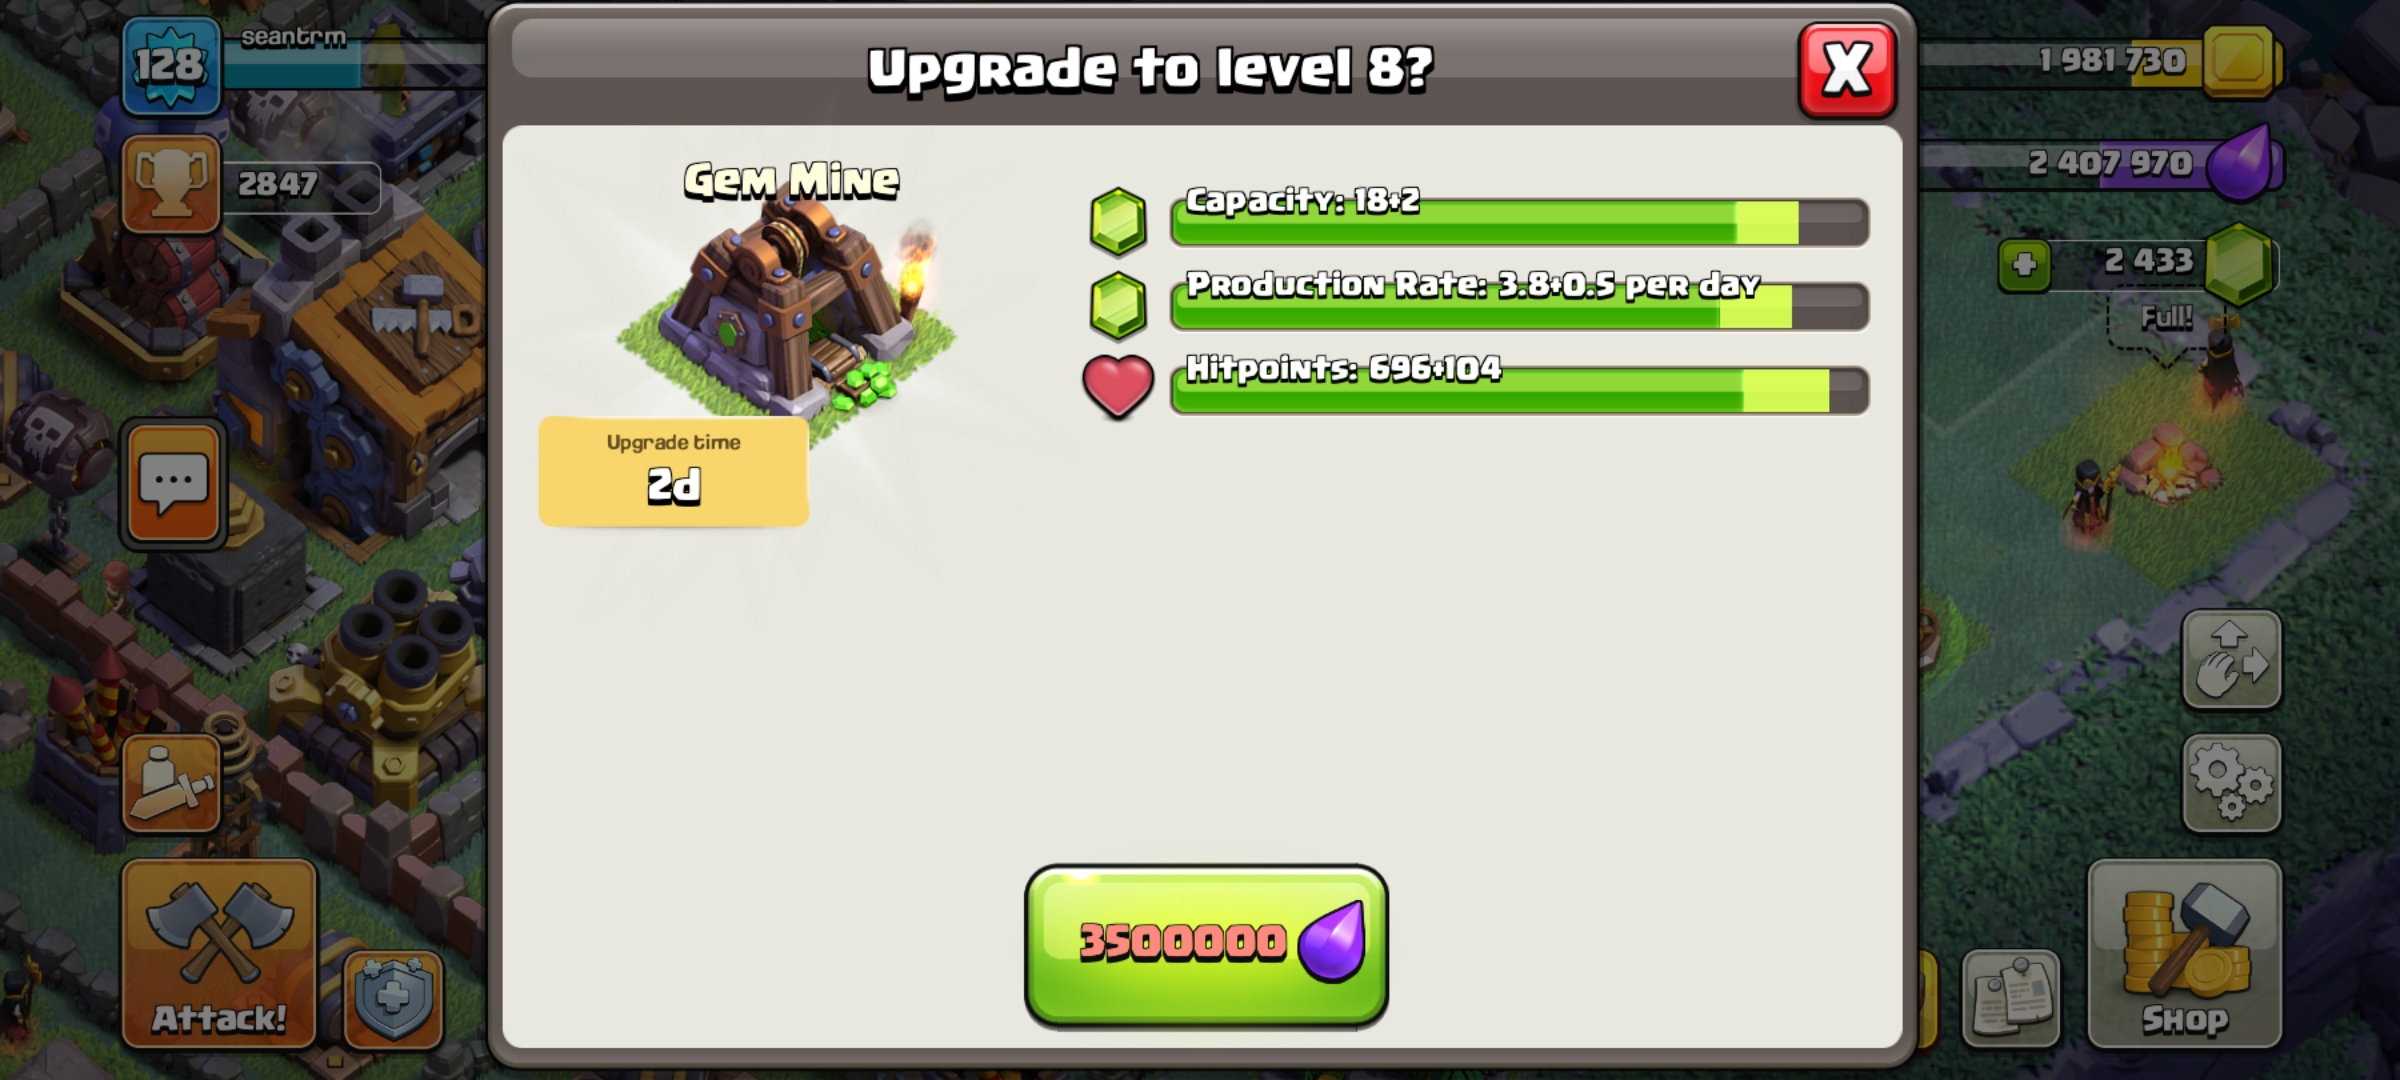 128
seantrm
2847
Upgrade to level 8?
X
1 981 730
2 407 970
2 433
Full!
Gem Mine
Capacity: 18+2
Production Rate: 3.8+0.5 per day
Hitpoints: 696+104
Upgrade time
2d
3500000
Attack!
Shop